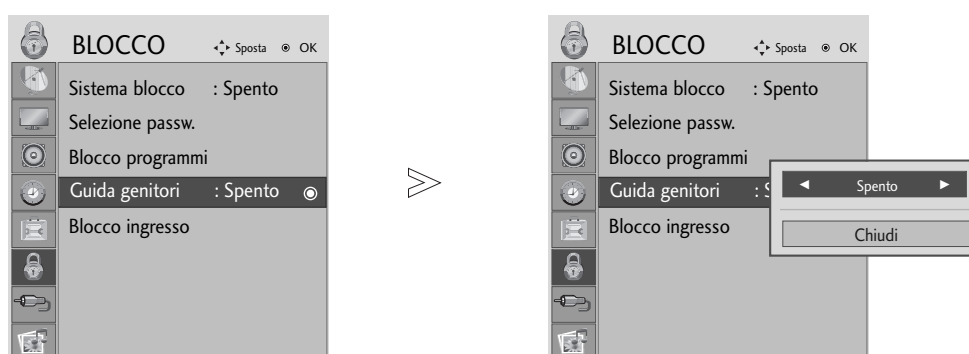 BLOCCO Sposta OK
Sistema blocco : Spento
Selezione passw.
Blocco programmi
Guida genitori : Spento
Blocco ingresso
BLOCCO Sposta OK
Sistema blocco : Spento
Selezione passw.
Blocco programmi
Guida genitori : S
Spento
Blocco ingresso
Chiudi